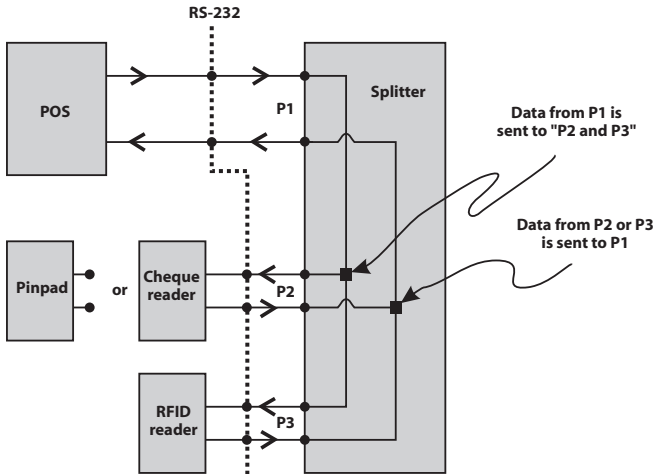 RS-232
POS
P1
Splitter
Data from P1 is
sent to "P2 and P3"
Data from P2 or P3
is sent to P1
Pinpad
or
Cheque
reader
P2
RFID
reader
P3